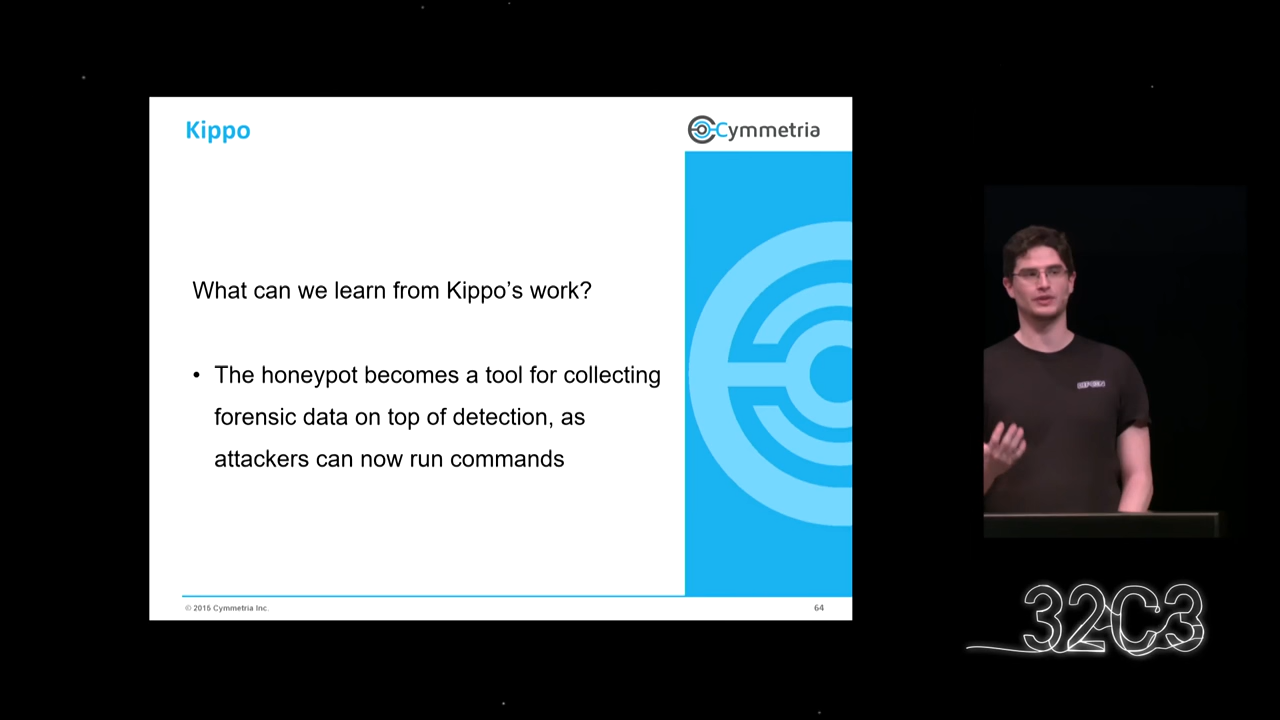 Kippo
Cymmetria
What can we learn from Kippo’s work?
• The honeypot becomes a tool for collecting
forensic data on top of detection, as
attackers can now run commands
© 2015 Cymmetria Inc.
64
32C3